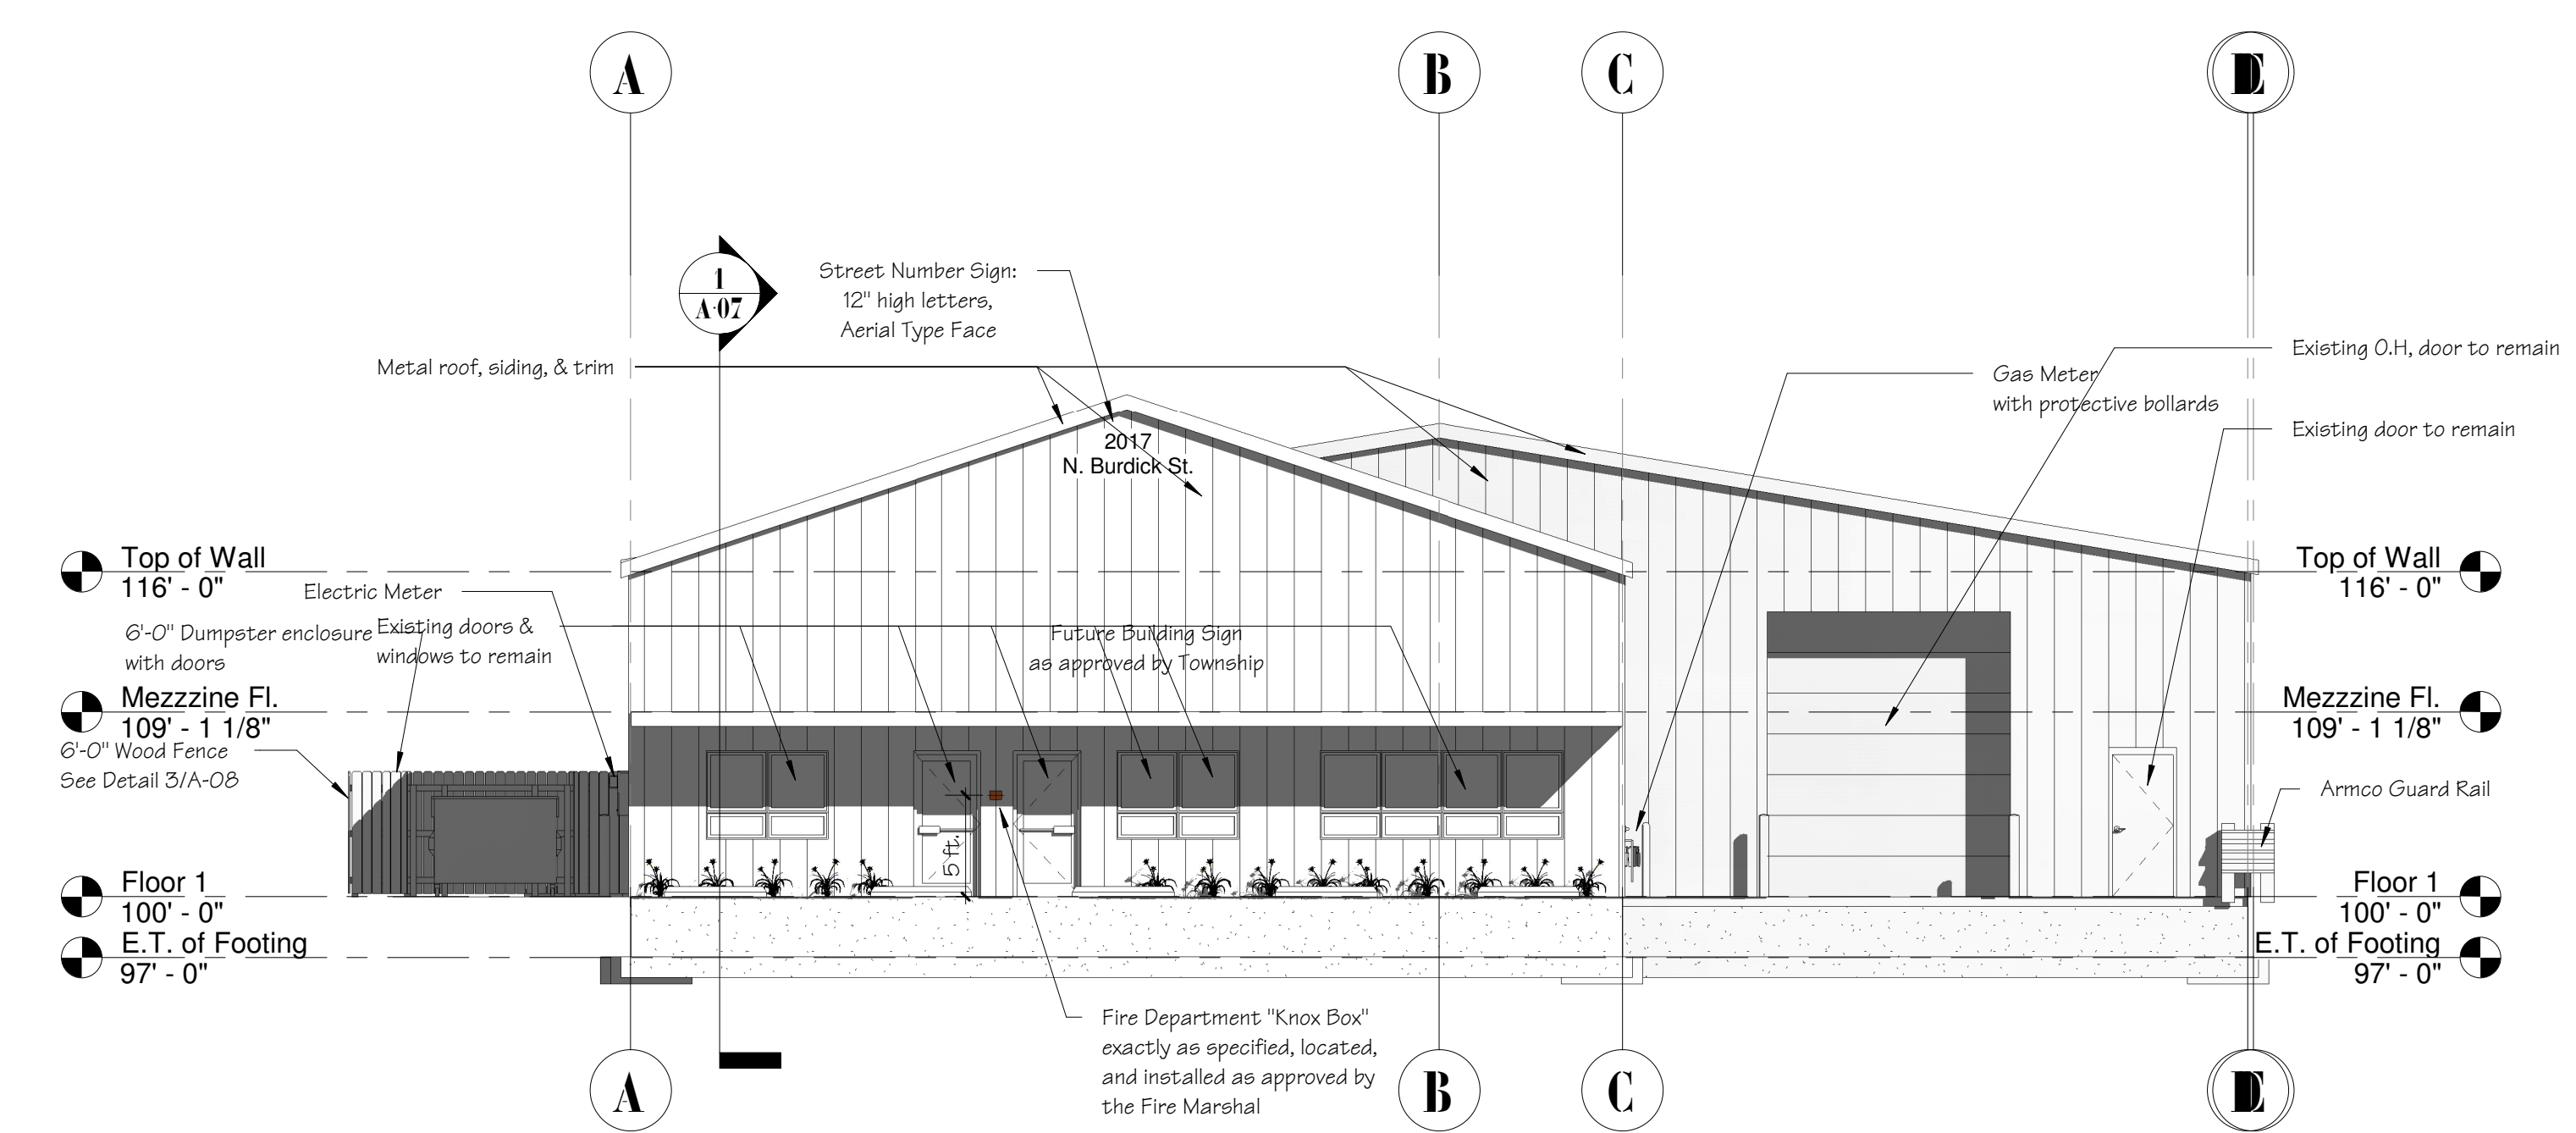 A
B
C
D
E
1
A-07
Street Number Sign:
12" high letters,
Aerial Type Face
Metal roof, siding, & trim
2017
N. Burdick St.
Gas Meter
with protective bollards
Existing O.H, door to remain
Existing door to remain
Top of Wall
116' - 0"
Electric Meter
6'-0" Dumpster enclosure
with doors
Existing doors &
windows to remain
Future Building Sign
as approved by Township
Mezzzine Fl.
109' - 1 1/8"
6'-0" Wood Fence
See Detail 3/A-08
Floor 1
100' - 0"
E.T. of Footing
97' - 0"
5 ft.
Top of Wall
116' - 0"
Mezzzine Fl.
109' - 1 1/8"
Armco Guard Rail
Floor 1
100' - 0"
E.T. of Footing
97' - 0"
Fire Department "Knox Box"
exactly as specified, located,
and installed as approved by
the Fire Marshal
A
B
C
D
E